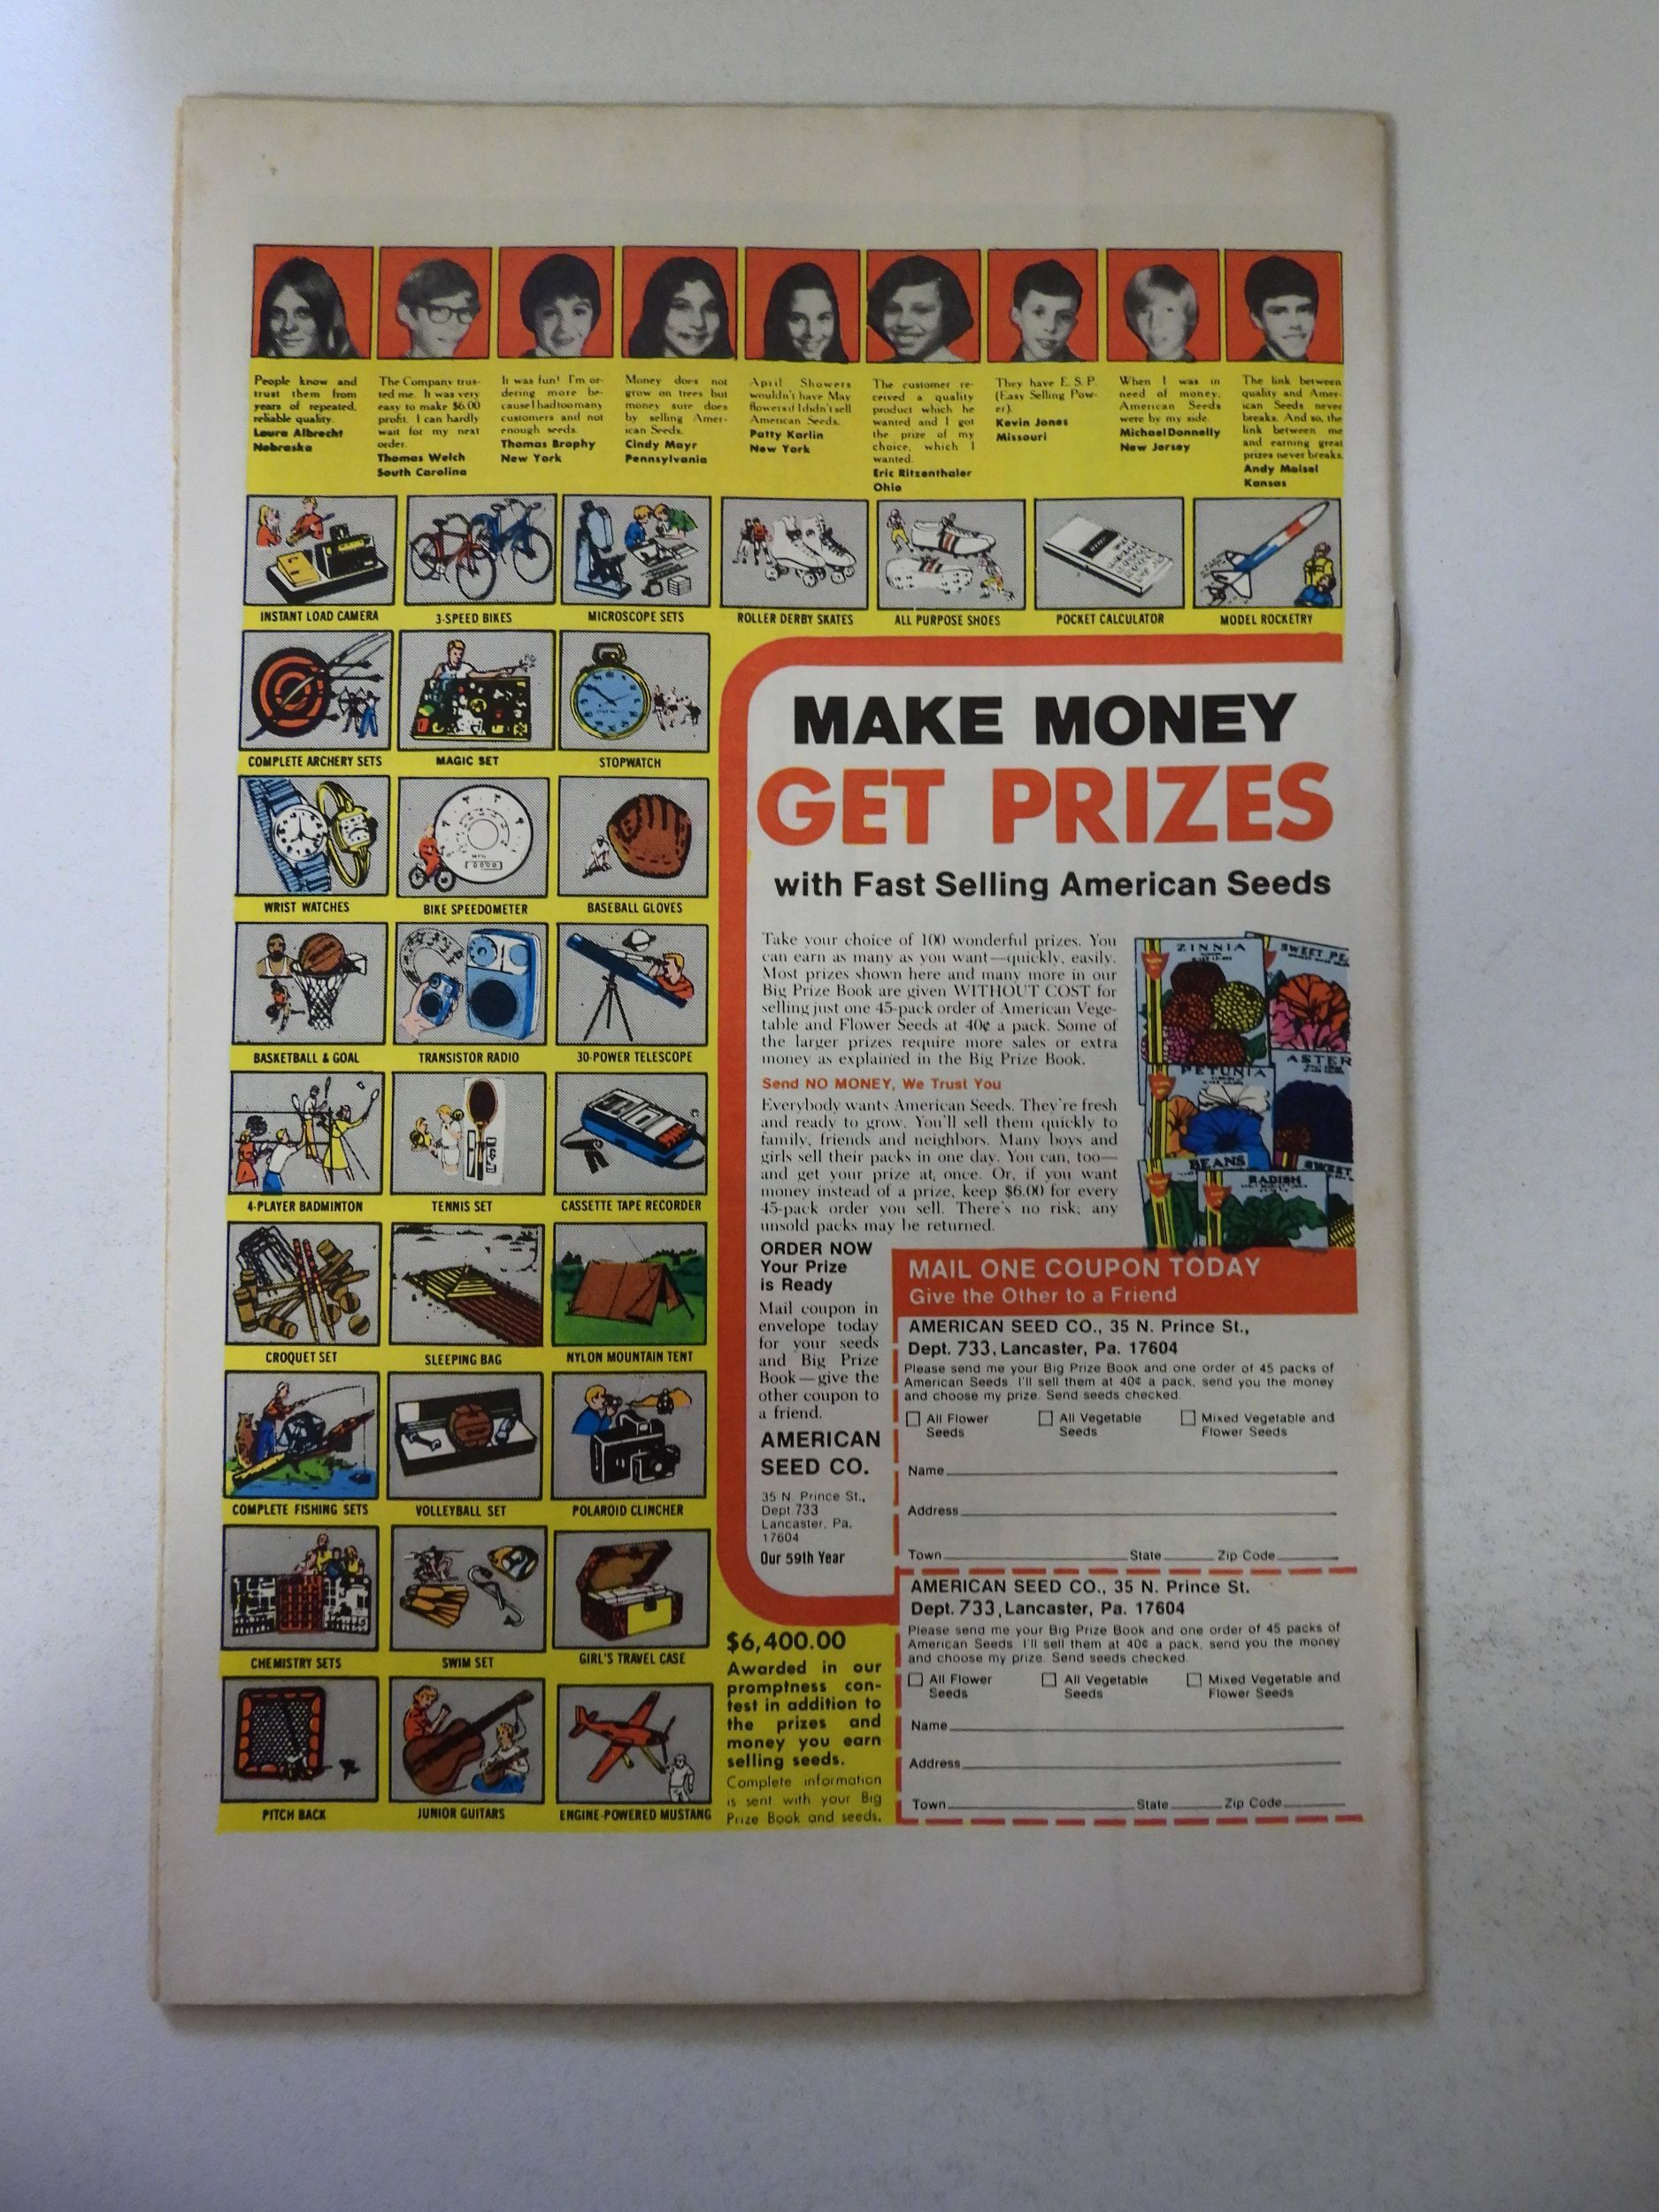 People know and
trust them from
years of repeated,
reliable quality.
Laura Albrecht
Nebraska
The Company trus-
ted me. It was very
easy to make $6.00
profit. I can hardly
wait for my next
order.
Thomas Welch
South Carolina
It was fun! I'm or-
dering more be-
cause I had too many
customers and not
enough seeds.
Thomas Brophy
New York
Money does not
grow on trees but
money sure does
by selling Amer-
ican Seeds.
Cindy Mayr
Pennsylvania
April Showers
wouldn't have May
flowers if I didn't sell
American Seeds.
Patty Karlin
New York
The customer re-
ceived a quality
product which he
wanted and I got
the prize of my
choice, which I
wanted.
Eric Ritzenthaler
Ohio
They have E. S. P.
(Easy Selling Pow-
er).
Kevin Jones
Missouri
When I was in
need of money,
American Seeds
were by my side.
Michael Donnelly
New Jersey
The link between
quality and Amer-
ican Seeds never
breaks. And so, the
link between me
and earning great
prizes never breaks.
Andy Maisel
Kansas
INSTANT LOAD CAMERA
3-SPEED BIKES
MICROSCOPE SETS
ROLLER DERBY SKATES
ALL PURPOSE SHOES
POCKET CALCULATOR
MODEL ROCKETRY
COMPLETE ARCHERY SETS
MAGIC SET
STOPWATCH
WRIST WATCHES
BIKE SPEEDOMETER
BASEBALL GLOVES
BASKETBALL & GOAL
TRANSISTOR RADIO
30-POWER TELESCOPE
4-PLAYER BADMINTON
TENNIS SET
CASSETTE TAPE RECORDER
CROQUET SET
SLEEPING BAG
NYLON MOUNTAIN TENT
COMPLETE FISHING SETS
VOLLEYBALL SET
POLAROID CLINCHER
CHEMISTRY SETS
SWIM SET
GIRL'S TRAVEL CASE
PITCH BACK
JUNIOR GUITARS
ENGINE-POWERED MUSTANG
MAKE MONEY
GET PRIZES
with Fast Selling American Seeds
Take your choice of 100 wonderful prizes. You
can earn as many as you want—quickly, easily.
Most prizes shown here and many more in our
Big Prize Book are given WITHOUT COST for
selling just one 45-pack order of American Vege-
table and Flower Seeds at 40¢ a pack. Some of
the larger prizes require more sales or extra
money as explained in the Big Prize Book.
Send NO MONEY, We Trust You
Everybody wants American Seeds. They're fresh
and ready to grow. You'll sell them quickly to
family, friends and neighbors. Many boys and
girls sell their packs in one day. You can, too—
and get your prize at once. Or, if you want
money instead of a prize, keep $6.00 for every
45-pack order you sell. There's no risk; any
unsold packs may be returned.
ZINNIA
SWEET PE
ASTER
PETUNIA
BEANS
RADISH
SWEET
ORDER NOW
Your Prize
is Ready
Mail coupon in
envelope today
for your seeds
and Big Prize
Book—give the
other coupon to
a friend.
AMERICAN
SEED CO.
35 N. Prince St.,
Dept 733
Lancaster, Pa.
17604
Our 59th Year
$6,400.00
Awarded in our
promptness con-
test in addition to
the prizes and
money you earn
selling seeds.
Complete information
is sent with your Big
Prize Book and seeds.
MAIL ONE COUPON TODAY
Give the Other to a Friend
AMERICAN SEED CO., 35 N. Prince St.,
Dept. 733, Lancaster, Pa. 17604
Please send me your Big Prize Book and one order of 45 packs of
American Seeds. I'll sell them at 40¢ a pack, send you the money
and choose my prize. Send seeds checked.
All Flower
Seeds
All Vegetable
Seeds
Mixed Vegetable and
Flower Seeds
Name
Address
Town State Zip Code
AMERICAN SEED CO., 35 N. Prince St.
Dept. 733, Lancaster, Pa. 17604
Please send me your Big Prize Book and one order of 45 packs of
American Seeds. I'll sell them at 40¢ a pack, send you the money
and choose my prize. Send seeds checked.
All Flower
Seeds
All Vegetable
Seeds
Mixed Vegetable and
Flower Seeds
Name
Address
Town State Zip Code